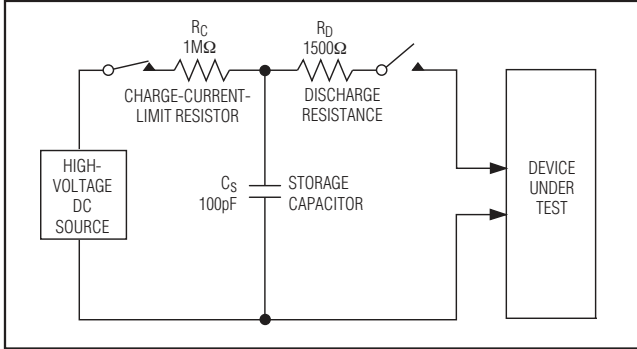 RC
1MΩ
CHARGE-CURRENT-
LIMIT RESISTOR
RD
1500Ω
DISCHARGE
RESISTANCE
HIGH-
VOLTAGE
DC
SOURCE
CS
100pF
STORAGE
CAPACITOR
DEVICE
UNDER
TEST